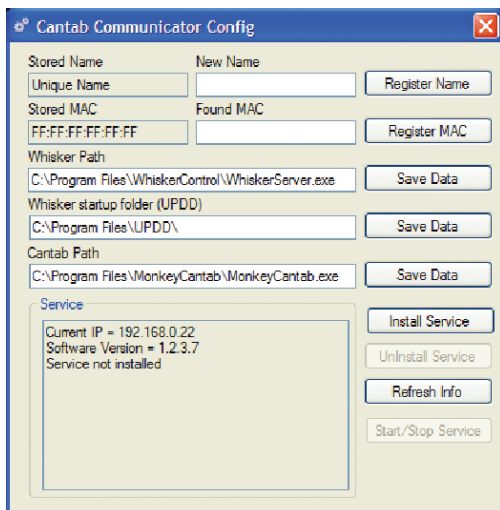 Cantab Communicator Config
Stored Name New Name
Unique Name Register Name
Stored MAC Found MAC
FF:FF:FF:FF:FF:FF Register MAC
Whisker Path
C:\Program Files\WhiskerControl\WhiskerServer.exe Save Data
Whisker startup folder (UPDD)
C:\Program Files\UPDD\ Save Data
Cantab Path
C:\Program Files\MonkeyCantab\MonkeyCantab.exe Save Data
Service
Current IP = 192.168.0.22
Software Version = 1.2.3.7
Service not installed
Install Service
UnInstall Service
Refresh Info
Start/Stop Service